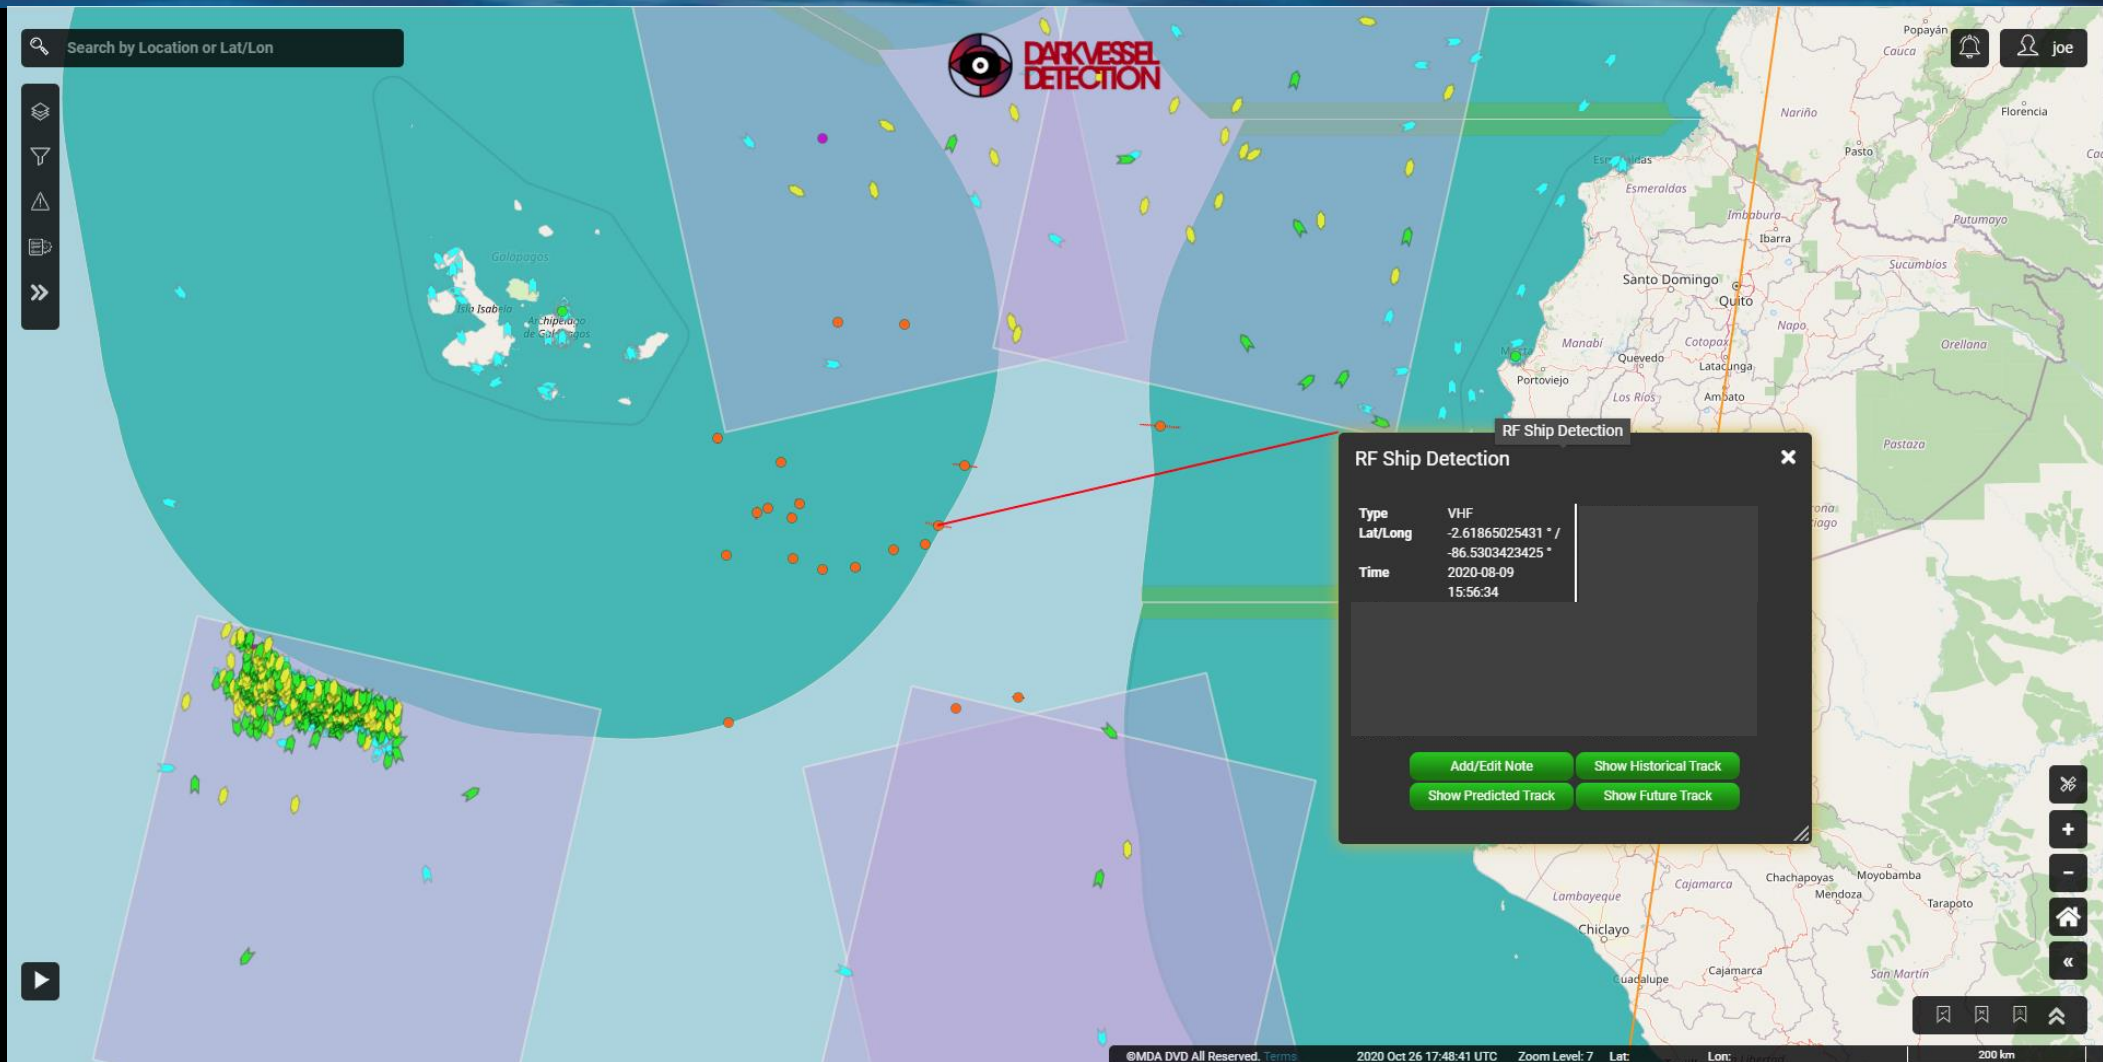 Search by Location or Lat/Lon
DARKVESSEL
DETECTION
joe
Popayán
Cauca
Florencia
Nariño
Pasto
Esmeraldas
Imbabura
Putumayo
Ibarra
Sucumbíos
Santo Domingo
Quito
Napo
Galápagos
Isla Isabela
Archipiélago
de Galápagos
Manabí
Cotopaxi
Orellana
Quevedo
Latacunga
Portoviejo
Los Ríos
Ambato
Pastaza
RF Ship Detection
RF Ship Detection
Type VHF
Lat/Long -2.61865025431 ° /
-86.5303423425 °
Time 2020-08-09
15:56:34
Add/Edit Note
Show Historical Track
Show Predicted Track
Show Future Track
Chachapoyas
Moyobamba
Cajamarca
Mendoza
Lambayeque
Tarapoto
Chiclayo
Cajamarca
San Martín
Guadalupe
©MDA DVD All Reserved. Terms
2020 Oct 26 17:48:41 UTC
Zoom Level: 7
Lat:
Lon:
200 km